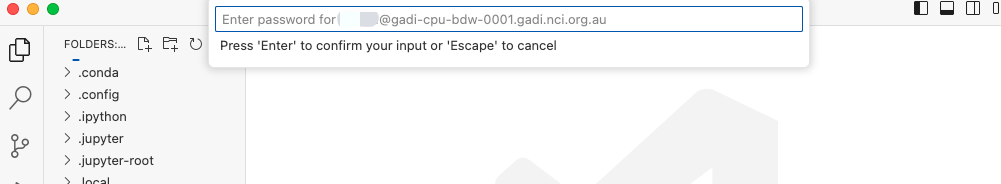 Enter password for @gadi-cpu-bdw-0001.gadi.nci.org.au
Press 'Enter' to confirm your input or 'Escape' to cancel
FOLDERS:...
.conda
.config
.ipython
.jupyter
.jupyter-root
.local